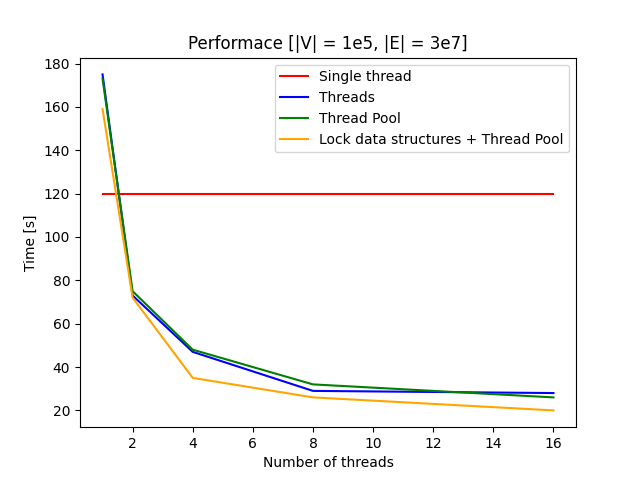 Performace [|V| = 1e5, |E| = 3e7]
Single thread
Threads
Thread Pool
Lock data structures + Thread Pool
Time [s]
180
160
140
120
100
80
60
40
20
2 4 6 8 10 12 14 16
Number of threads